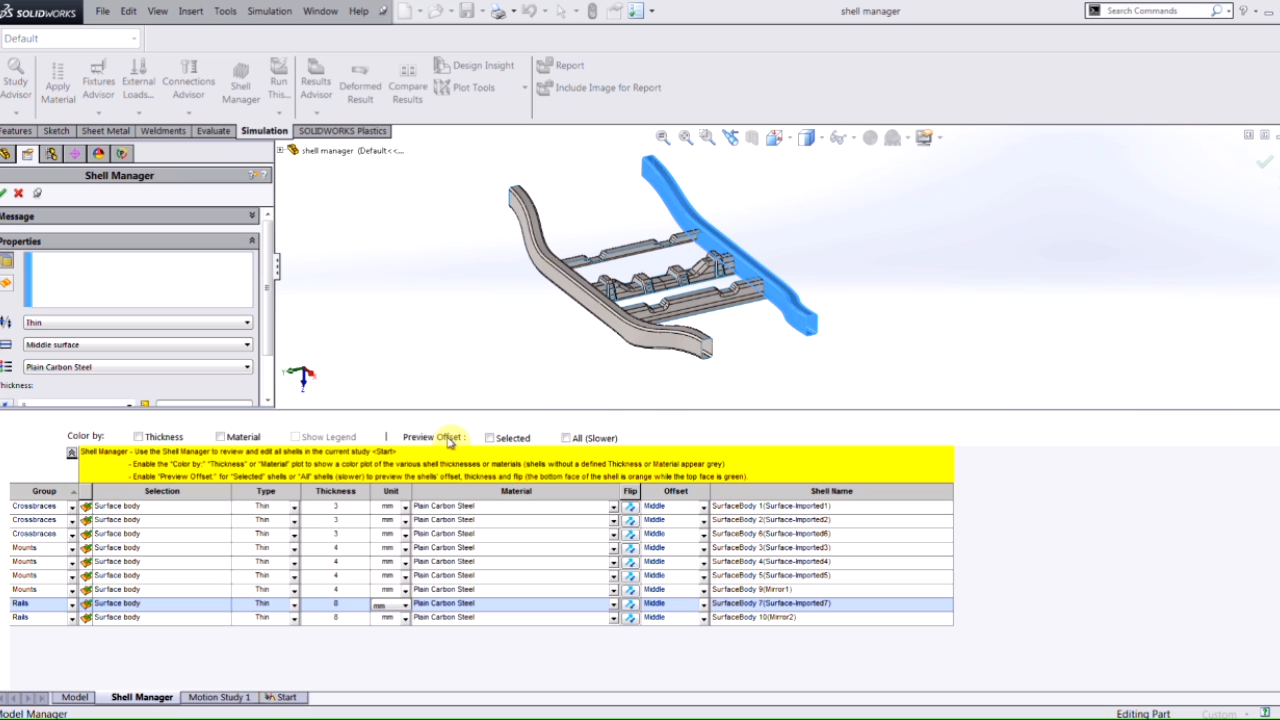 SOLIDWORKS File Edit View Insert Tools Simulation Window Help shell manager Search Commands
Default
Study Advisor
Apply Material
Fixtures Advisor
External Loads...
Connections Advisor
Shell Manager
Run This...
Results Advisor
Deformed Result
Compare Results
Design Insight
Plot Tools
Report
Include Image for Report
Features Sketch Sheet Metal Weldments Evaluate Simulation SOLIDWORKS Plastics
shell manager (Default<<...
Shell Manager
Message
Properties
Thin
Middle surface
Plain Carbon Steel
Thickness:
Color by: Thickness Material Show Legend | Preview Offset : Selected All (Slower)
Shell Manager - Use the Shell Manager to review and edit all shells in the current study <Start>
- Enable the "Color by:" "Thickness" or "Material" plot to show a color plot of the various shell thicknesses or materials (shells without a defined Thickness or Material appear grey)
- Enable "Preview Offset:" for "Selected" shells or "All" shells (slower) to preview the shells' offset, thickness and flip (the bottom face of the shell is orange while the top face is green).
Group Selection Type Thickness Unit Material Flip Offset Shell Name
Crossbraces Surface body Thin 3 mm Plain Carbon Steel Middle SurfaceBody 1(Surface-Imported1)
Crossbraces Surface body Thin 3 mm Plain Carbon Steel Middle SurfaceBody 2(Surface-Imported2)
Crossbraces Surface body Thin 3 mm Plain Carbon Steel Middle SurfaceBody 6(Surface-Imported6)
Mounts Surface body Thin 4 mm Plain Carbon Steel Middle SurfaceBody 3(Surface-Imported3)
Mounts Surface body Thin 4 mm Plain Carbon Steel Middle SurfaceBody 4(Surface-Imported4)
Mounts Surface body Thin 4 mm Plain Carbon Steel Middle SurfaceBody 5(Surface-Imported5)
Mounts Surface body Thin 4 mm Plain Carbon Steel Middle SurfaceBody 9(Mirror1)
Rails Surface body Thin 8 mm Plain Carbon Steel Middle SurfaceBody 7(Surface-Imported7)
Rails Surface body Thin 8 mm Plain Carbon Steel Middle SurfaceBody 10(Mirror2)
Model Shell Manager Motion Study 1 Start
Model Manager Editing Part Custom